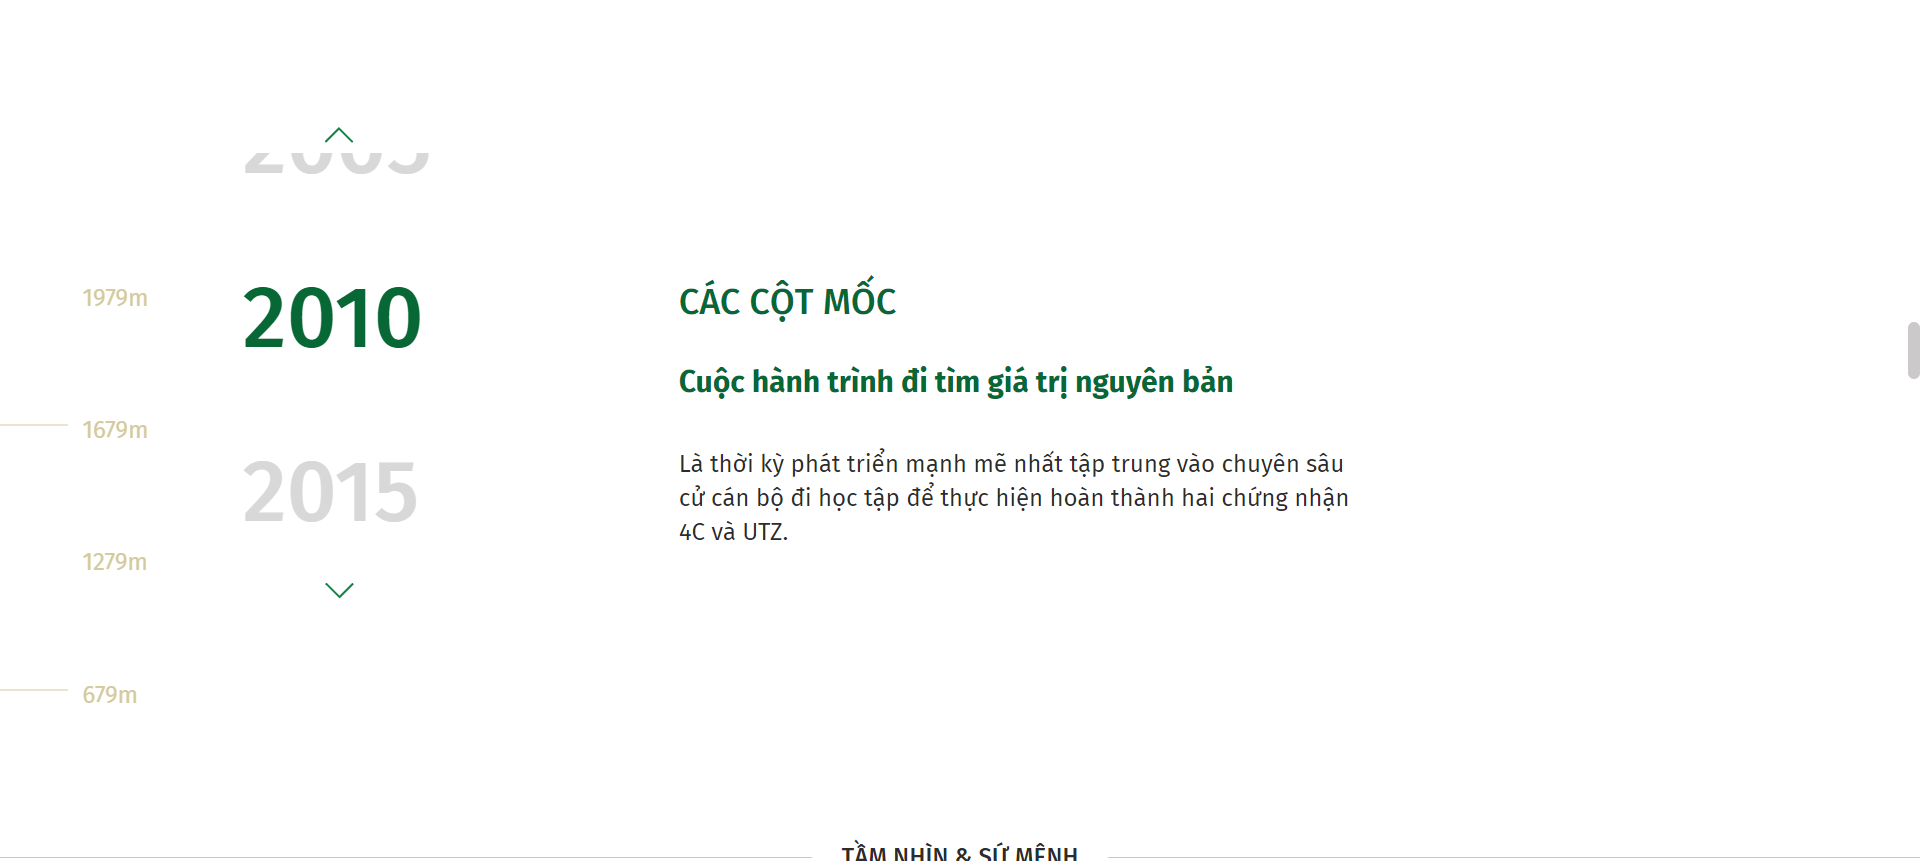 1979m
1679m
1279m
679m
2010
2015
CÁC CỘT MỐC
Cuộc hành trình đi tìm giá trị nguyên bản
Là thời kỳ phát triển mạnh mẽ nhất tập trung vào chuyên sâu
cử cán bộ đi học tập để thực hiện hoàn thành hai chứng nhận
4C và UTZ.
TẦM NHÌN & SỨ MỆNH